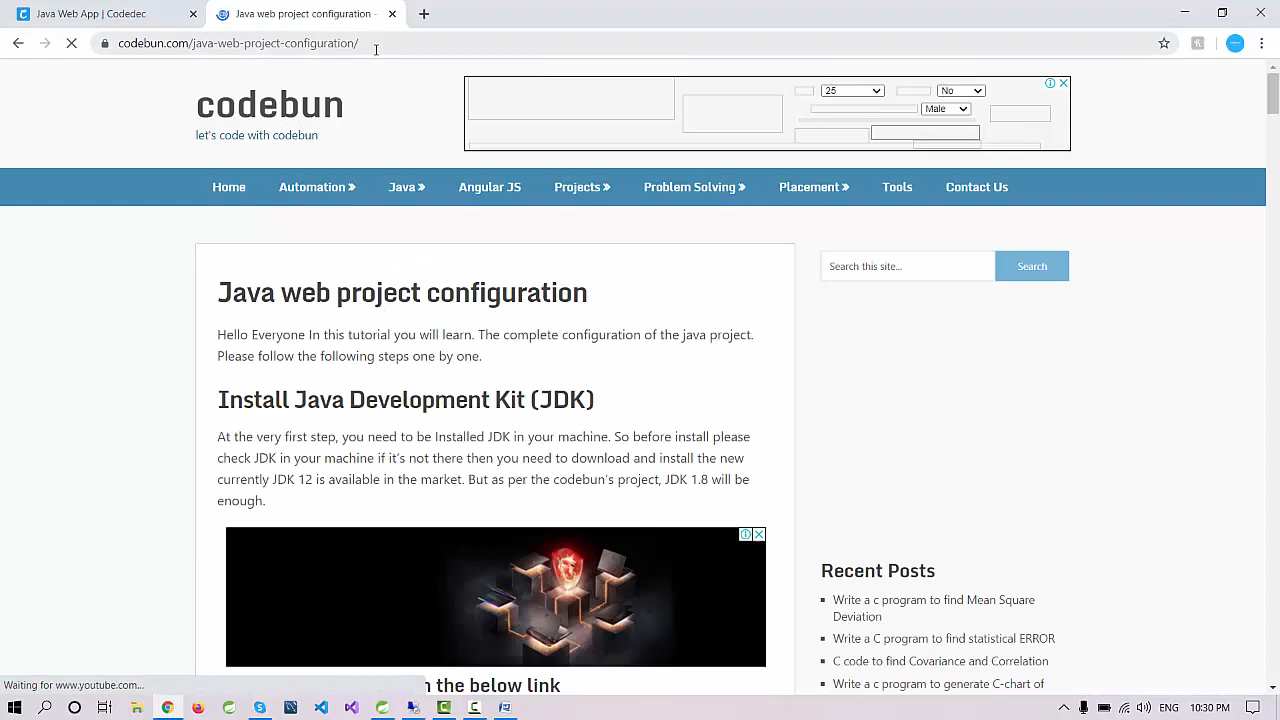 Java Web App | Codedec
Java web project configuration -
codebun.com/java-web-project-configuration/
codebun
let's code with codebun
25
No
Male
Home
Automation »
Java »
Angular JS
Projects »
Problem Solving »
Placement »
Tools
Contact Us
Java web project configuration
Hello Everyone In this tutorial you will learn. The complete configuration of the java project.
Please follow the following steps one by one.
Install Java Development Kit (JDK)
At the very first step, you need to be Installed JDK in your machine. So before install please
check JDK in your machine if it's not there then you need to download and install the new
currently JDK 12 is available in the market. But as per the codebun's project, JDK 1.8 will be
enough.
n the below link
Search this site...
Search
Recent Posts
Write a c program to find Mean Square
Deviation
Write a C program to find statistical ERROR
C code to find Covariance and Correlation
Write a c program to generate C-chart of
Waiting for www.youtube.com...
ENG
10:30 PM